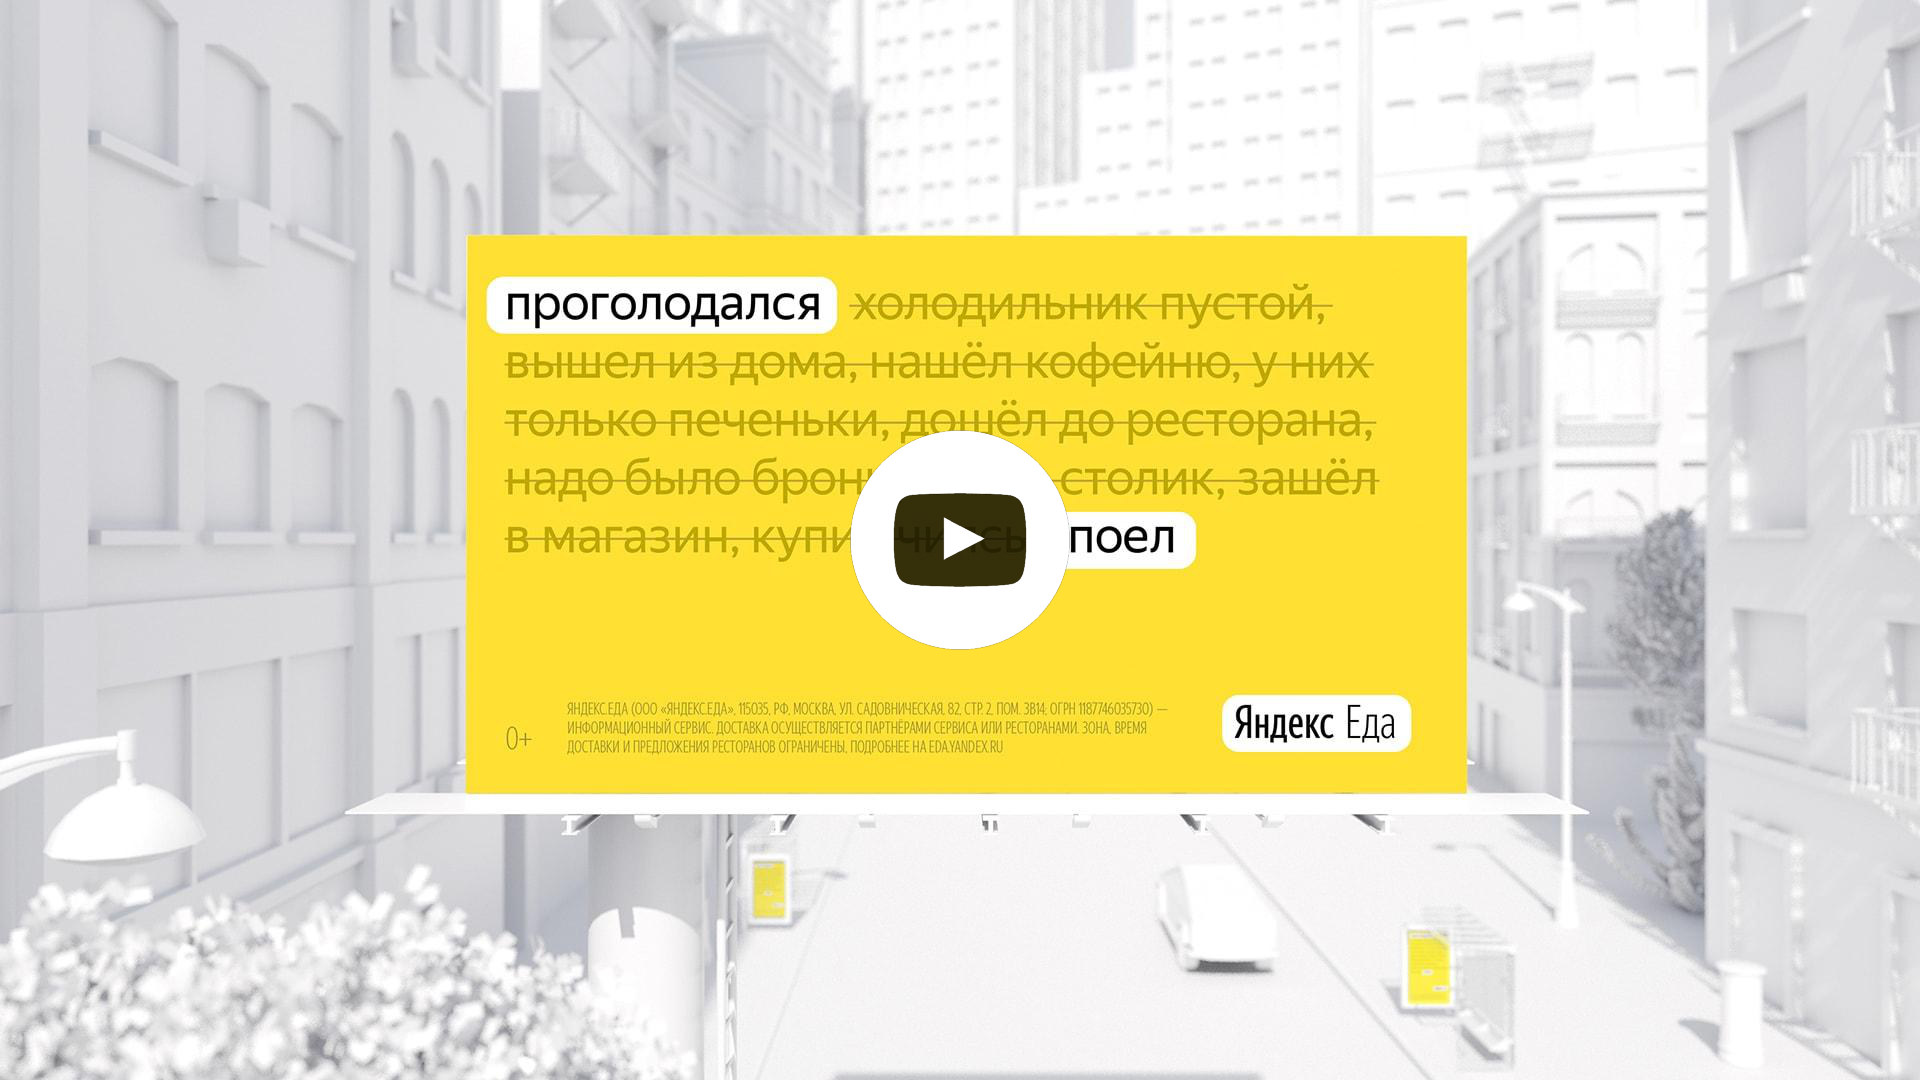 проголодался холодильник пустой,
вышел из дома, нашёл кофейню, у них
только печеньки, дошёл до ресторана,
надо было столик, зашёл
в магазин, поел
0+
ЯНДЕКС.ЕДА (ООО «ЯНДЕКС.ЕДА», 115035, РФ, МОСКВА, УЛ. САДОВНИЧЕСКАЯ, 82, СТР. 2, ПОМ. 3В14; ОГРН 1187746035730) —
ИНФОРМАЦИОННЫЙ СЕРВИС. ДОСТАВКА ОСУЩЕСТВЛЯЕТСЯ ПАРТНЁРАМИ СЕРВИСА ИЛИ РЕСТОРАНАМИ. ЗОНА, ВРЕМЯ
ДОСТАВКИ И ПРЕДЛОЖЕНИЯ РЕСТОРАНОВ ОГРАНИЧЕНЫ, ПОДРОБНЕЕ НА EDA.YANDEX.RU
Яндекс Еда